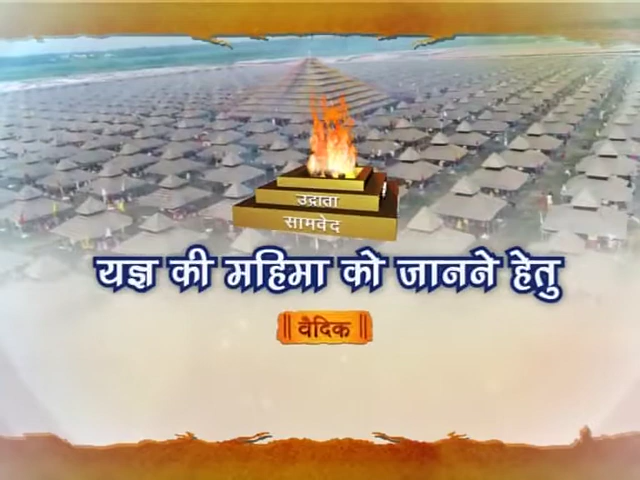 उद्गाता
सामवेद
यज्ञ की महिमा को जानने हेतु
॥ वैदिक ॥